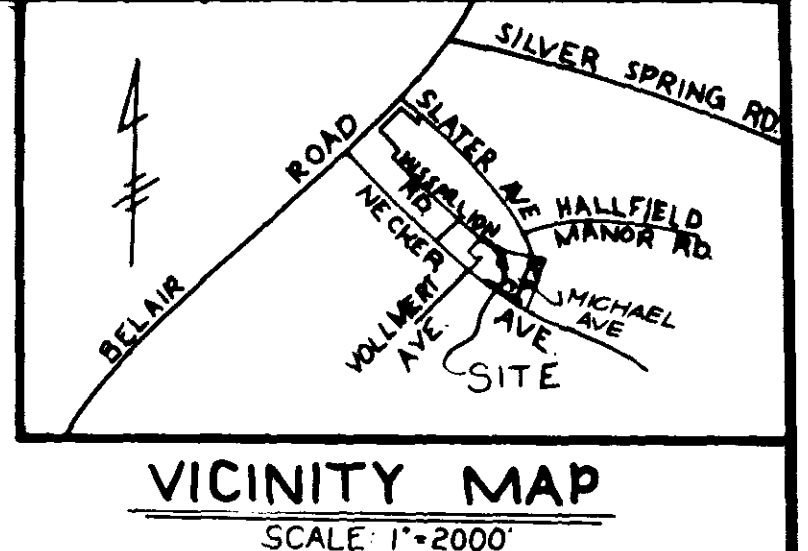 SILVER SPRING RD.
SLATER AVE
BELAIR ROAD
RD.
NECKER AVE.
HALLFIELD
MANOR RD.
VOLLMERT
AVE.
MICHAEL
AVE
SITE
VICINITY MAP
SCALE: 1"=2000'